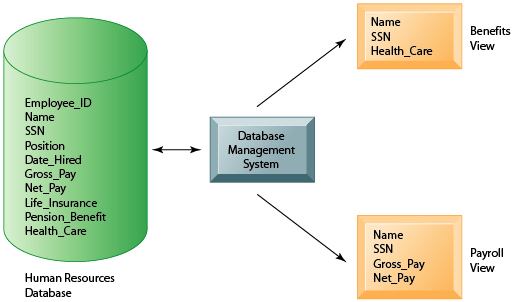 Employee_ID
Name
SSN
Position
Date_Hired
Gross_Pay
Net_Pay
Life_Insurance
Pension_Benefit
Health_Care
Human Resources
Database
Database
Management
System
Name
SSN
Health_Care
Benefits
View
Name
SSN
Gross_Pay
Net_Pay
Payroll
View